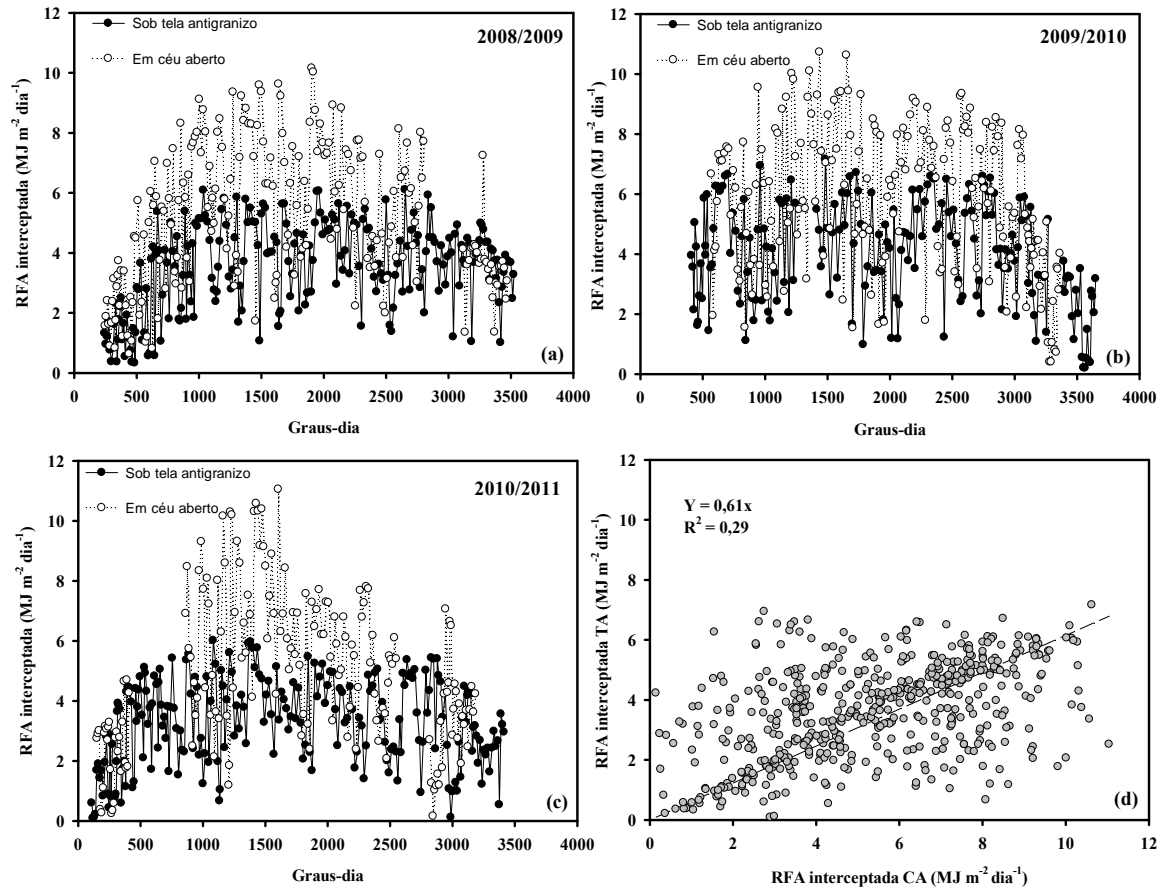 Sob tela antigranizo
Em céu aberto
2008/2009
RFA interceptada (MJ m-2 dia-1)
12
10
8
6
4
2
0
(a)
0 500 1000 1500 2000 2500 3000 3500 4000
Graus-dia
Sob tela antigranizo
Em céu aberto
2009/2010
RFA interceptada (MJ m-2 dia-1)
12
10
8
6
4
2
0
(b)
0 500 1000 1500 2000 2500 3000 3500 4000
Graus-dia
Sob tela antigranizo
Em céu aberto
2010/2011
RFA interceptada (MJ m-2 dia-1)
12
10
8
6
4
2
0
(c)
0 500 1000 1500 2000 2500 3000 3500 4000
Graus-dia
Y = 0,61x
R2 = 0,29
RFA interceptada TA (MJ m-2 dia-1)
12
10
8
6
4
2
0
(d)
0 2 4 6 8 10 12
RFA interceptada CA (MJ m-2 dia-1)